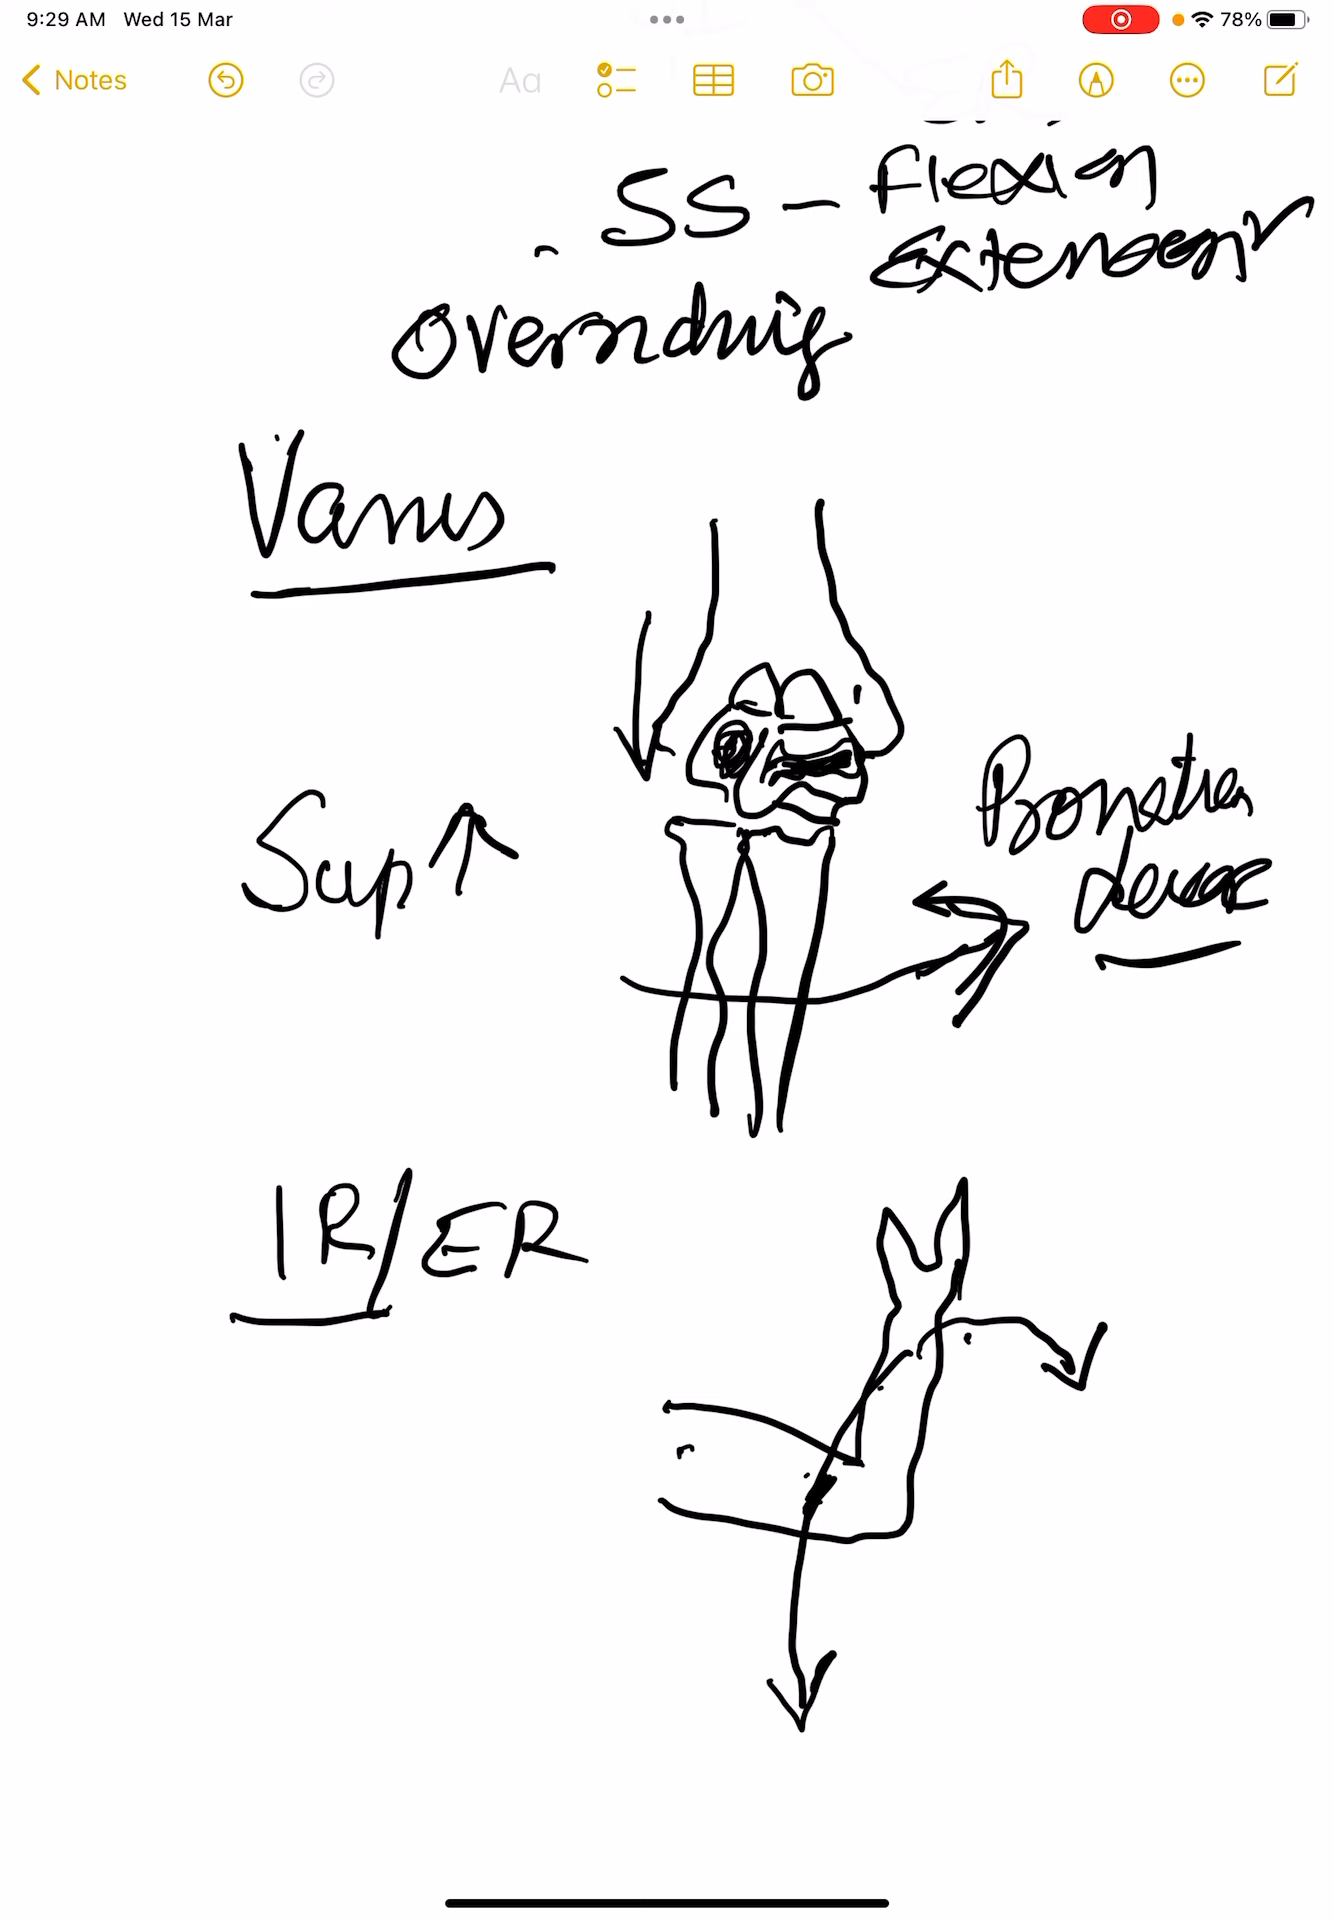 9:29 AM Wed 15 Mar
78%
Notes
Aa
SS - Flexion
extension
overriding
Varus
Sup ↑
Pronation
IR/ER